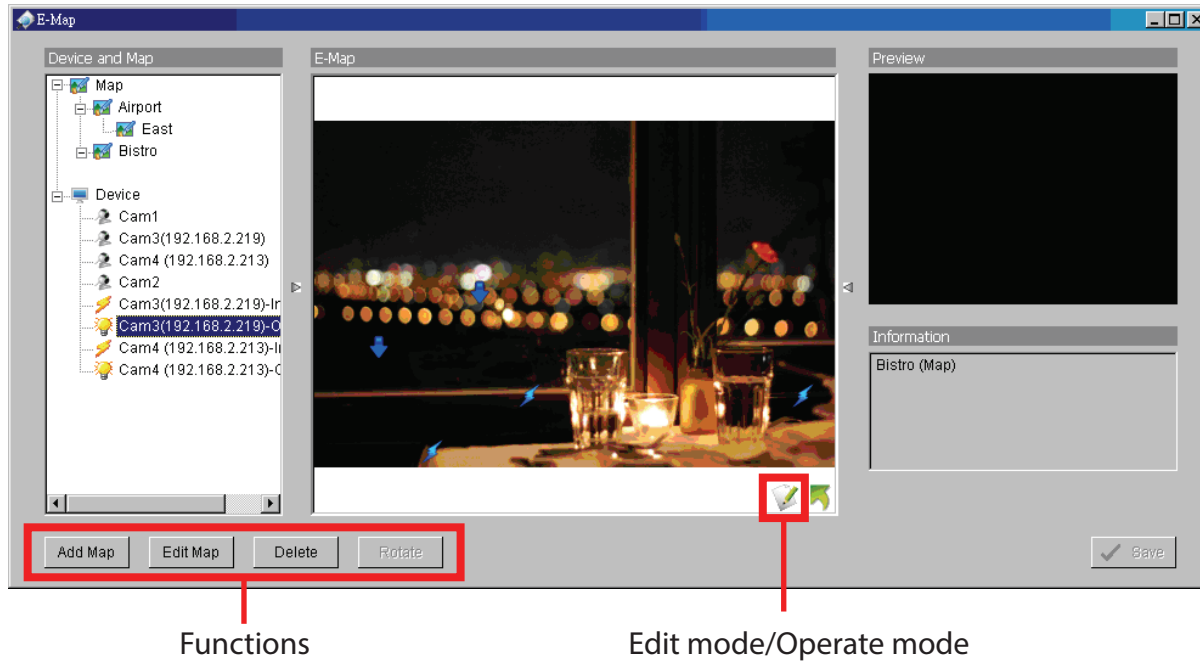 E-Map
Device and Map
Map
Airport
East
Bistro
Device
Cam1
Cam3(192.168.2.219)
Cam4 (192.168.2.213)
Cam2
Cam3(192.168.2.219)-In
Cam3(192.168.2.219)-O
Cam4 (192.168.2.213)-In
Cam4 (192.168.2.213)-O
E-Map
Preview
Information
Bistro (Map)
Add Map
Edit Map
Delete
Rotate
Save
Functions
Edit mode/Operate mode